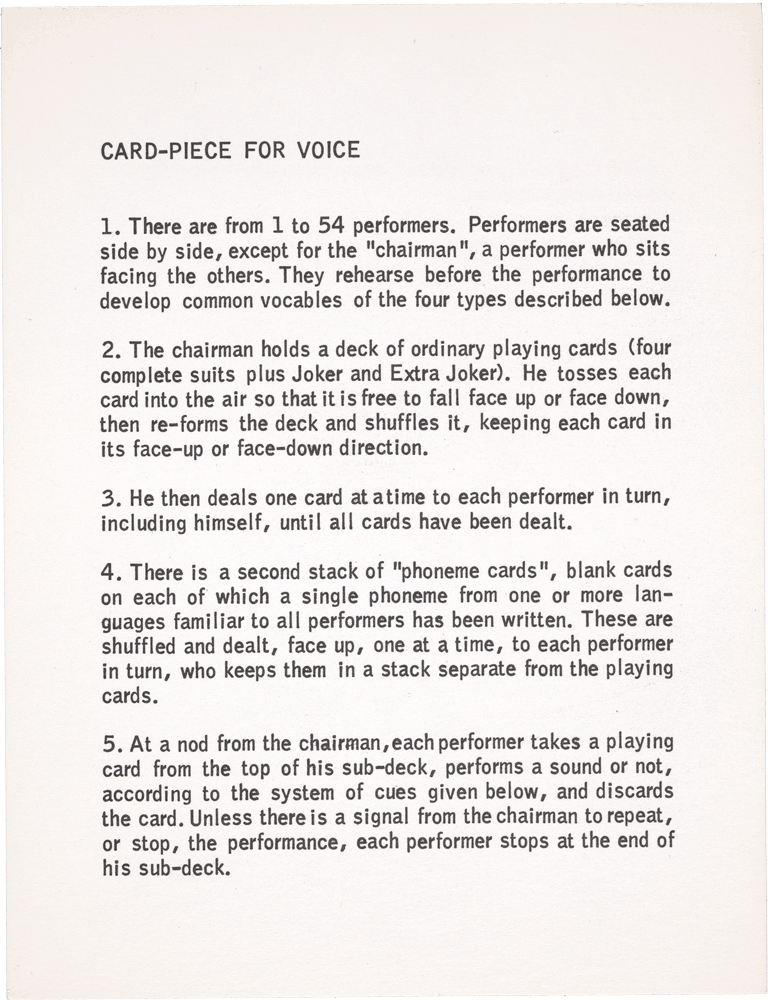 CARD-PIECE FOR VOICE
1. There are from 1 to 54 performers. Performers are seated
side by side, except for the "chairman", a performer who sits
facing the others. They rehearse before the performance to
develop common vocables of the four types described below.
2. The chairman holds a deck of ordinary playing cards (four
complete suits plus Joker and Extra Joker). He tosses each
card into the air so that it is free to fall face up or face down,
then re-forms the deck and shuffles it, keeping each card in
its face-up or face-down direction.
3. He then deals one card at a time to each performer in turn,
including himself, until all cards have been dealt.
4. There is a second stack of "phoneme cards", blank cards
on each of which a single phoneme from one or more lan-
guages familiar to all performers has been written. These are
shuffled and dealt, face up, one at a time, to each performer
in turn, who keeps them in a stack separate from the playing
cards.
5. At a nod from the chairman, each performer takes a playing
card from the top of his sub-deck, performs a sound or not,
according to the system of cues given below, and discards
the card. Unless there is a signal from the chairman to repeat,
or stop, the performance, each performer stops at the end of
his sub-deck.